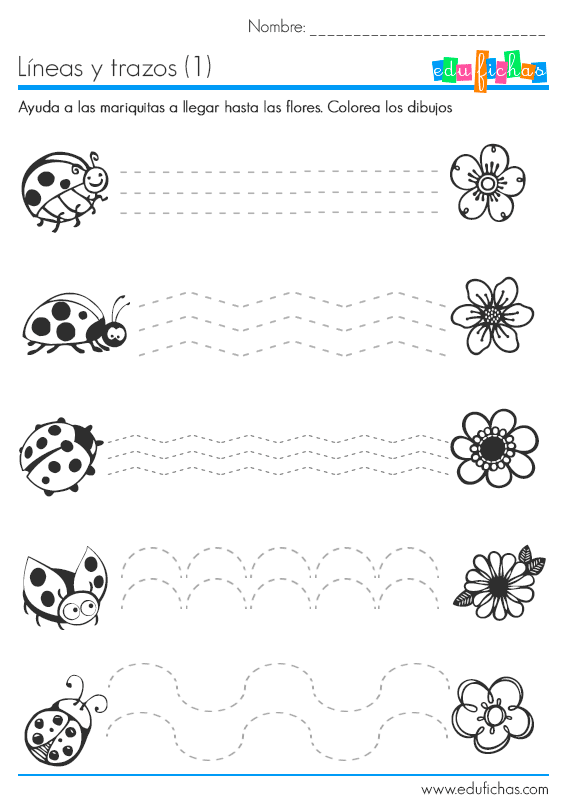 Nombre: ___________________________
Líneas y trazos (1)
edufichas
Ayuda a las mariquitas a llegar hasta las flores. Colorea los dibujos
www.edufichas.com